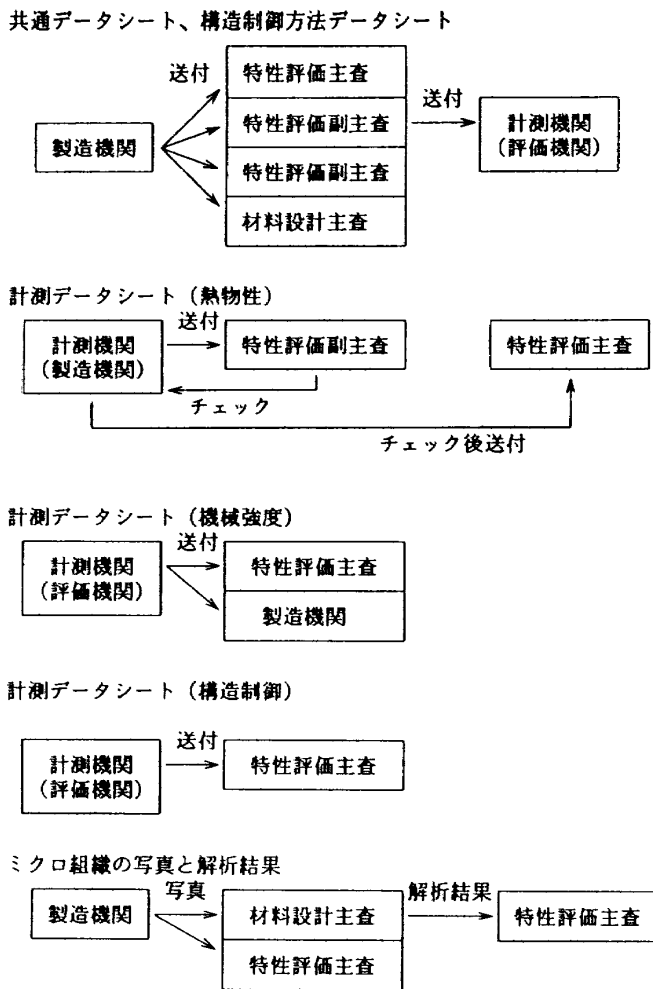 共通データシート、構造制御方法データシート
送付
特性評価主査
製造機関
特性評価副主査
送付
計測機関
(評価機関)
特性評価副主査
材料設計主査
計測データシート(熱物性)
計測機関
(製造機関)
送付
特性評価副主査
特性評価主査
チェック
チェック後送付
計測データシート(機械強度)
計測機関
(評価機関)
送付
特性評価主査
製造機関
計測データシート(構造制御)
計測機関
(評価機関)
送付
特性評価主査
ミクロ組織の写真と解析結果
製造機関
写真
材料設計主査
解析結果
特性評価主査
特性評価主査